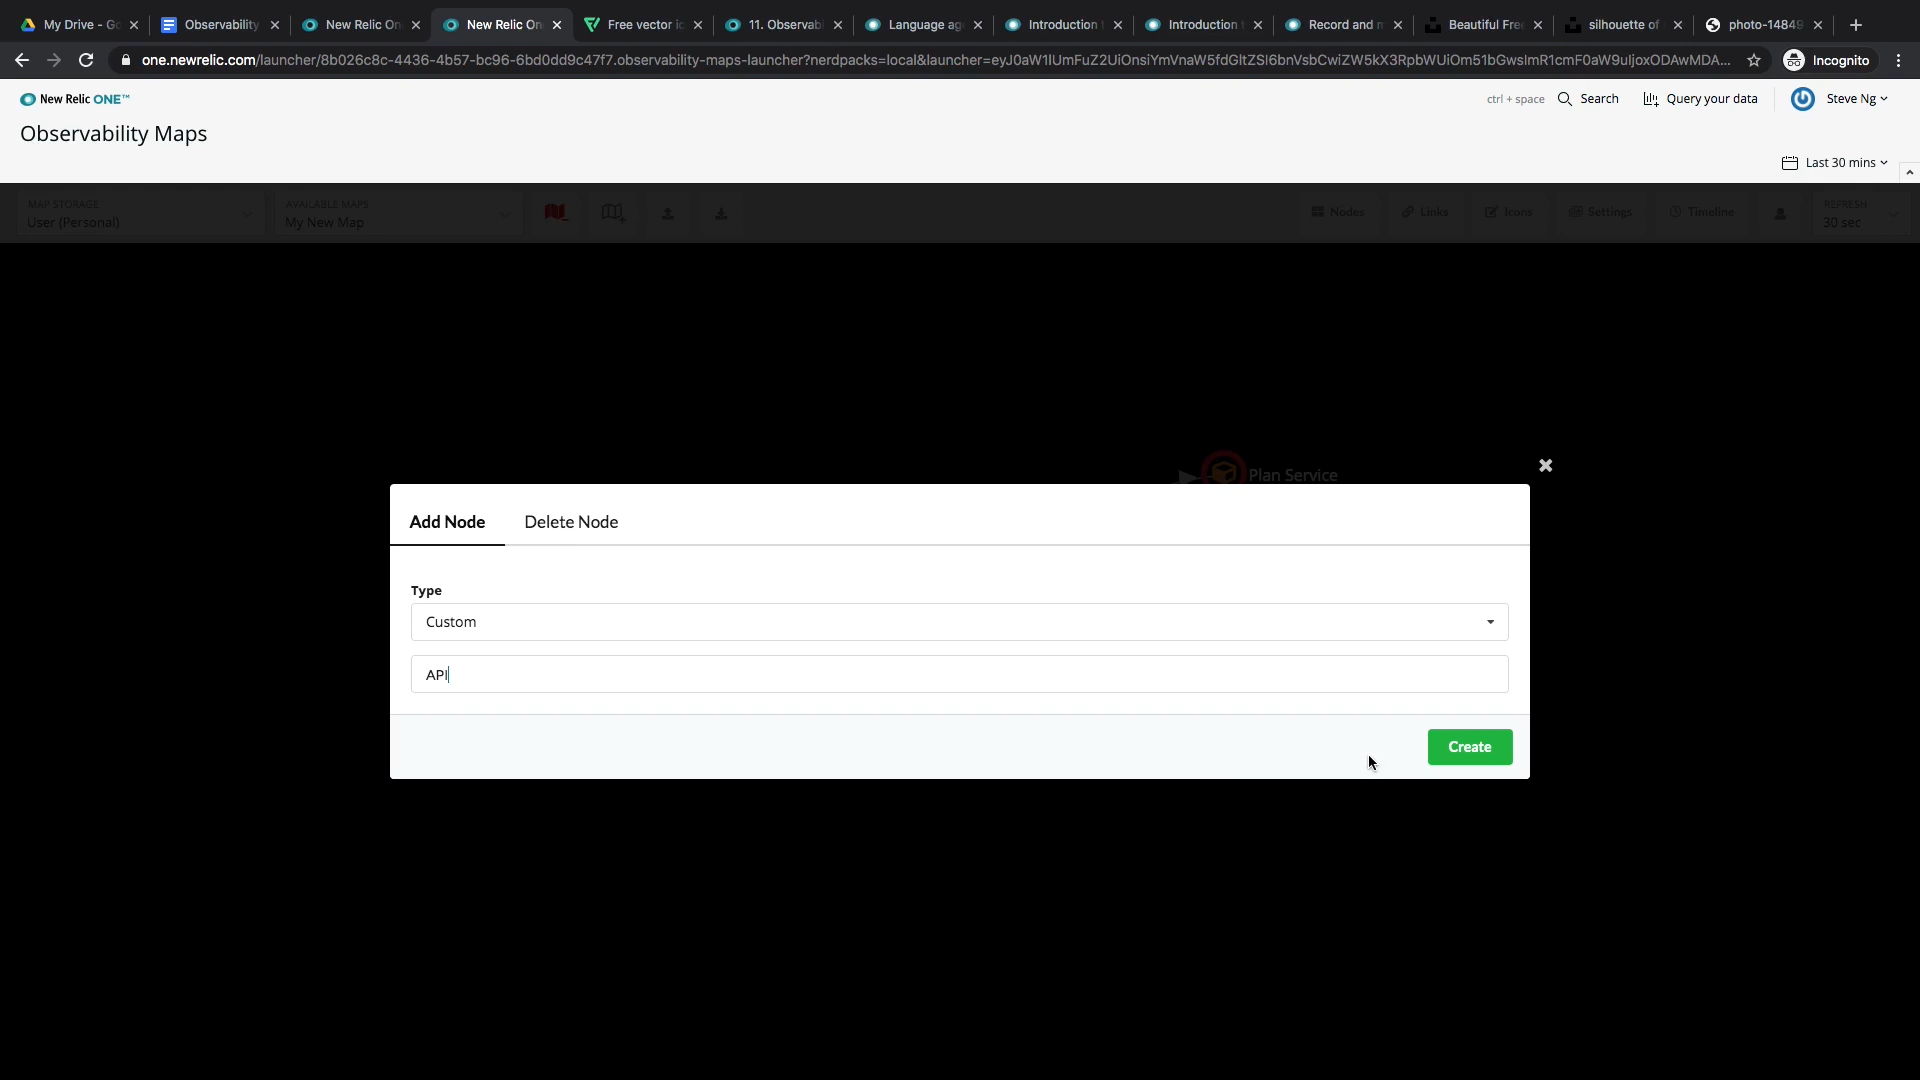 My Drive - Go
Observability
New Relic On
New Relic On
Free vector ic
11. Observab
Language ag
Introduction
Introduction
Record and m
Beautiful Free
silhouette of
photo-14849
one.newrelic.com/launcher/8b026c8c-4436-4b57-bc96-6bd0dd9c47f7.observability-maps-launcher?nerdpacks=local&launcher=
Incognito
New Relic ONE™
ctrl + space
Search
Query your data
Steve Ng
Observability Maps
Last 30 mins
MAP STORAGE
User (Personal)
AVAILABLE MAPS
My New Map
Nodes
Links
Icons
Settings
Timeline
REFRESH
30 sec
Plan Service
Add Node
Delete Node
Type
Custom
API
Create